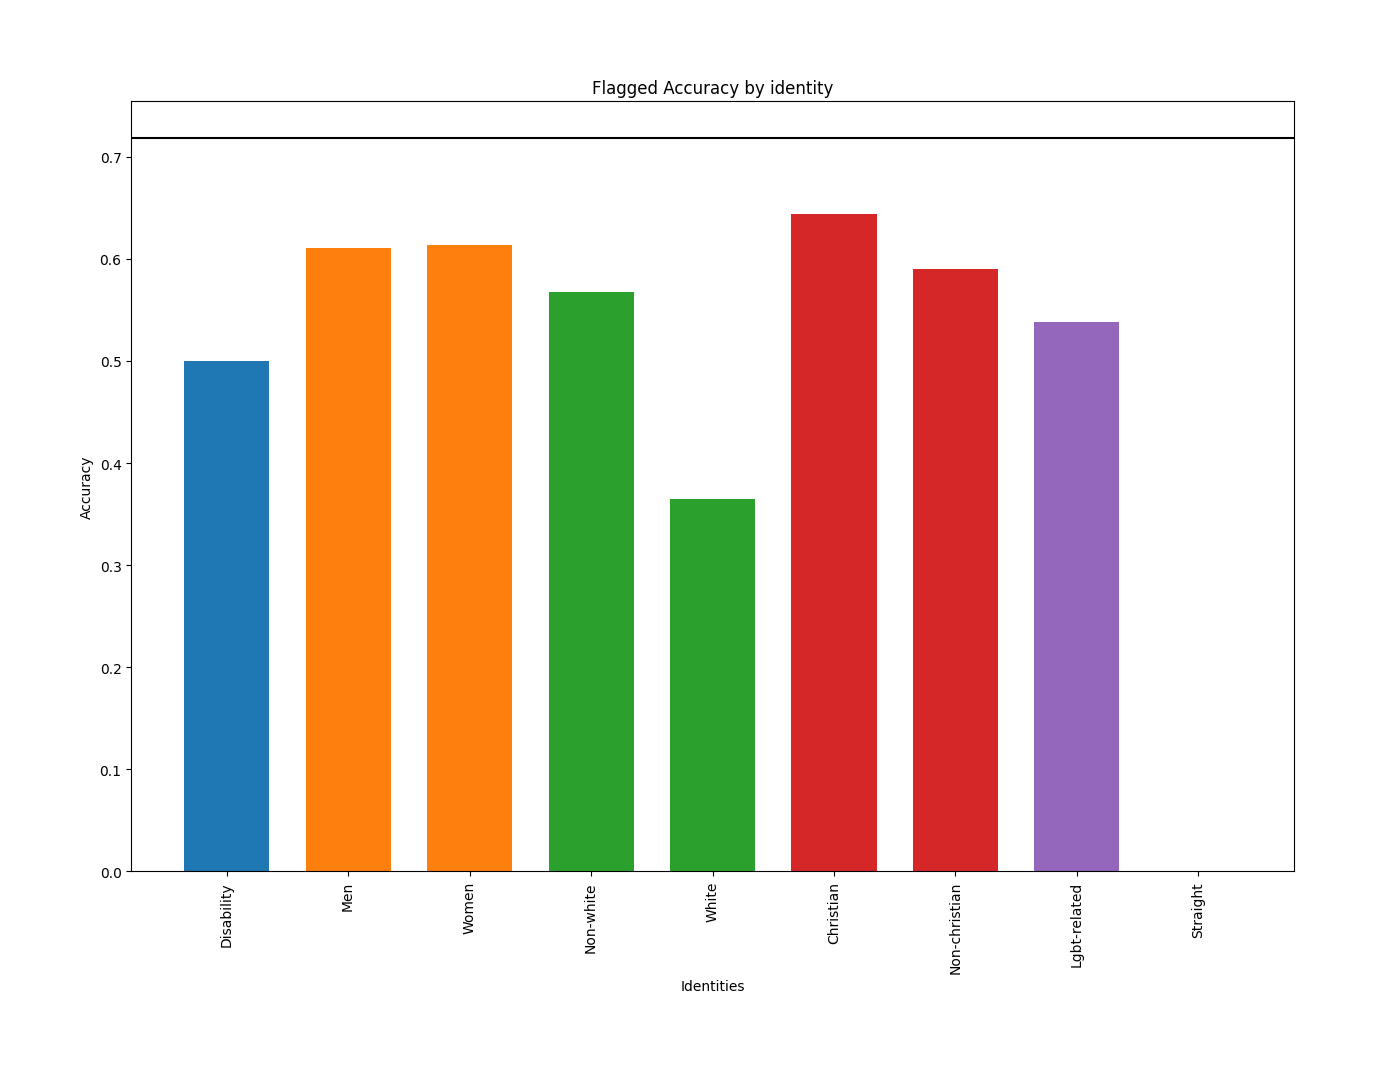 Flagged Accuracy by identity
0.7
0.6
0.5
0.4
0.3
0.2
0.1
0.0
Accuracy
Disability
Men
Women
Non-white
White
Christian
Non-christian
Lgbt-related
Straight
Identities